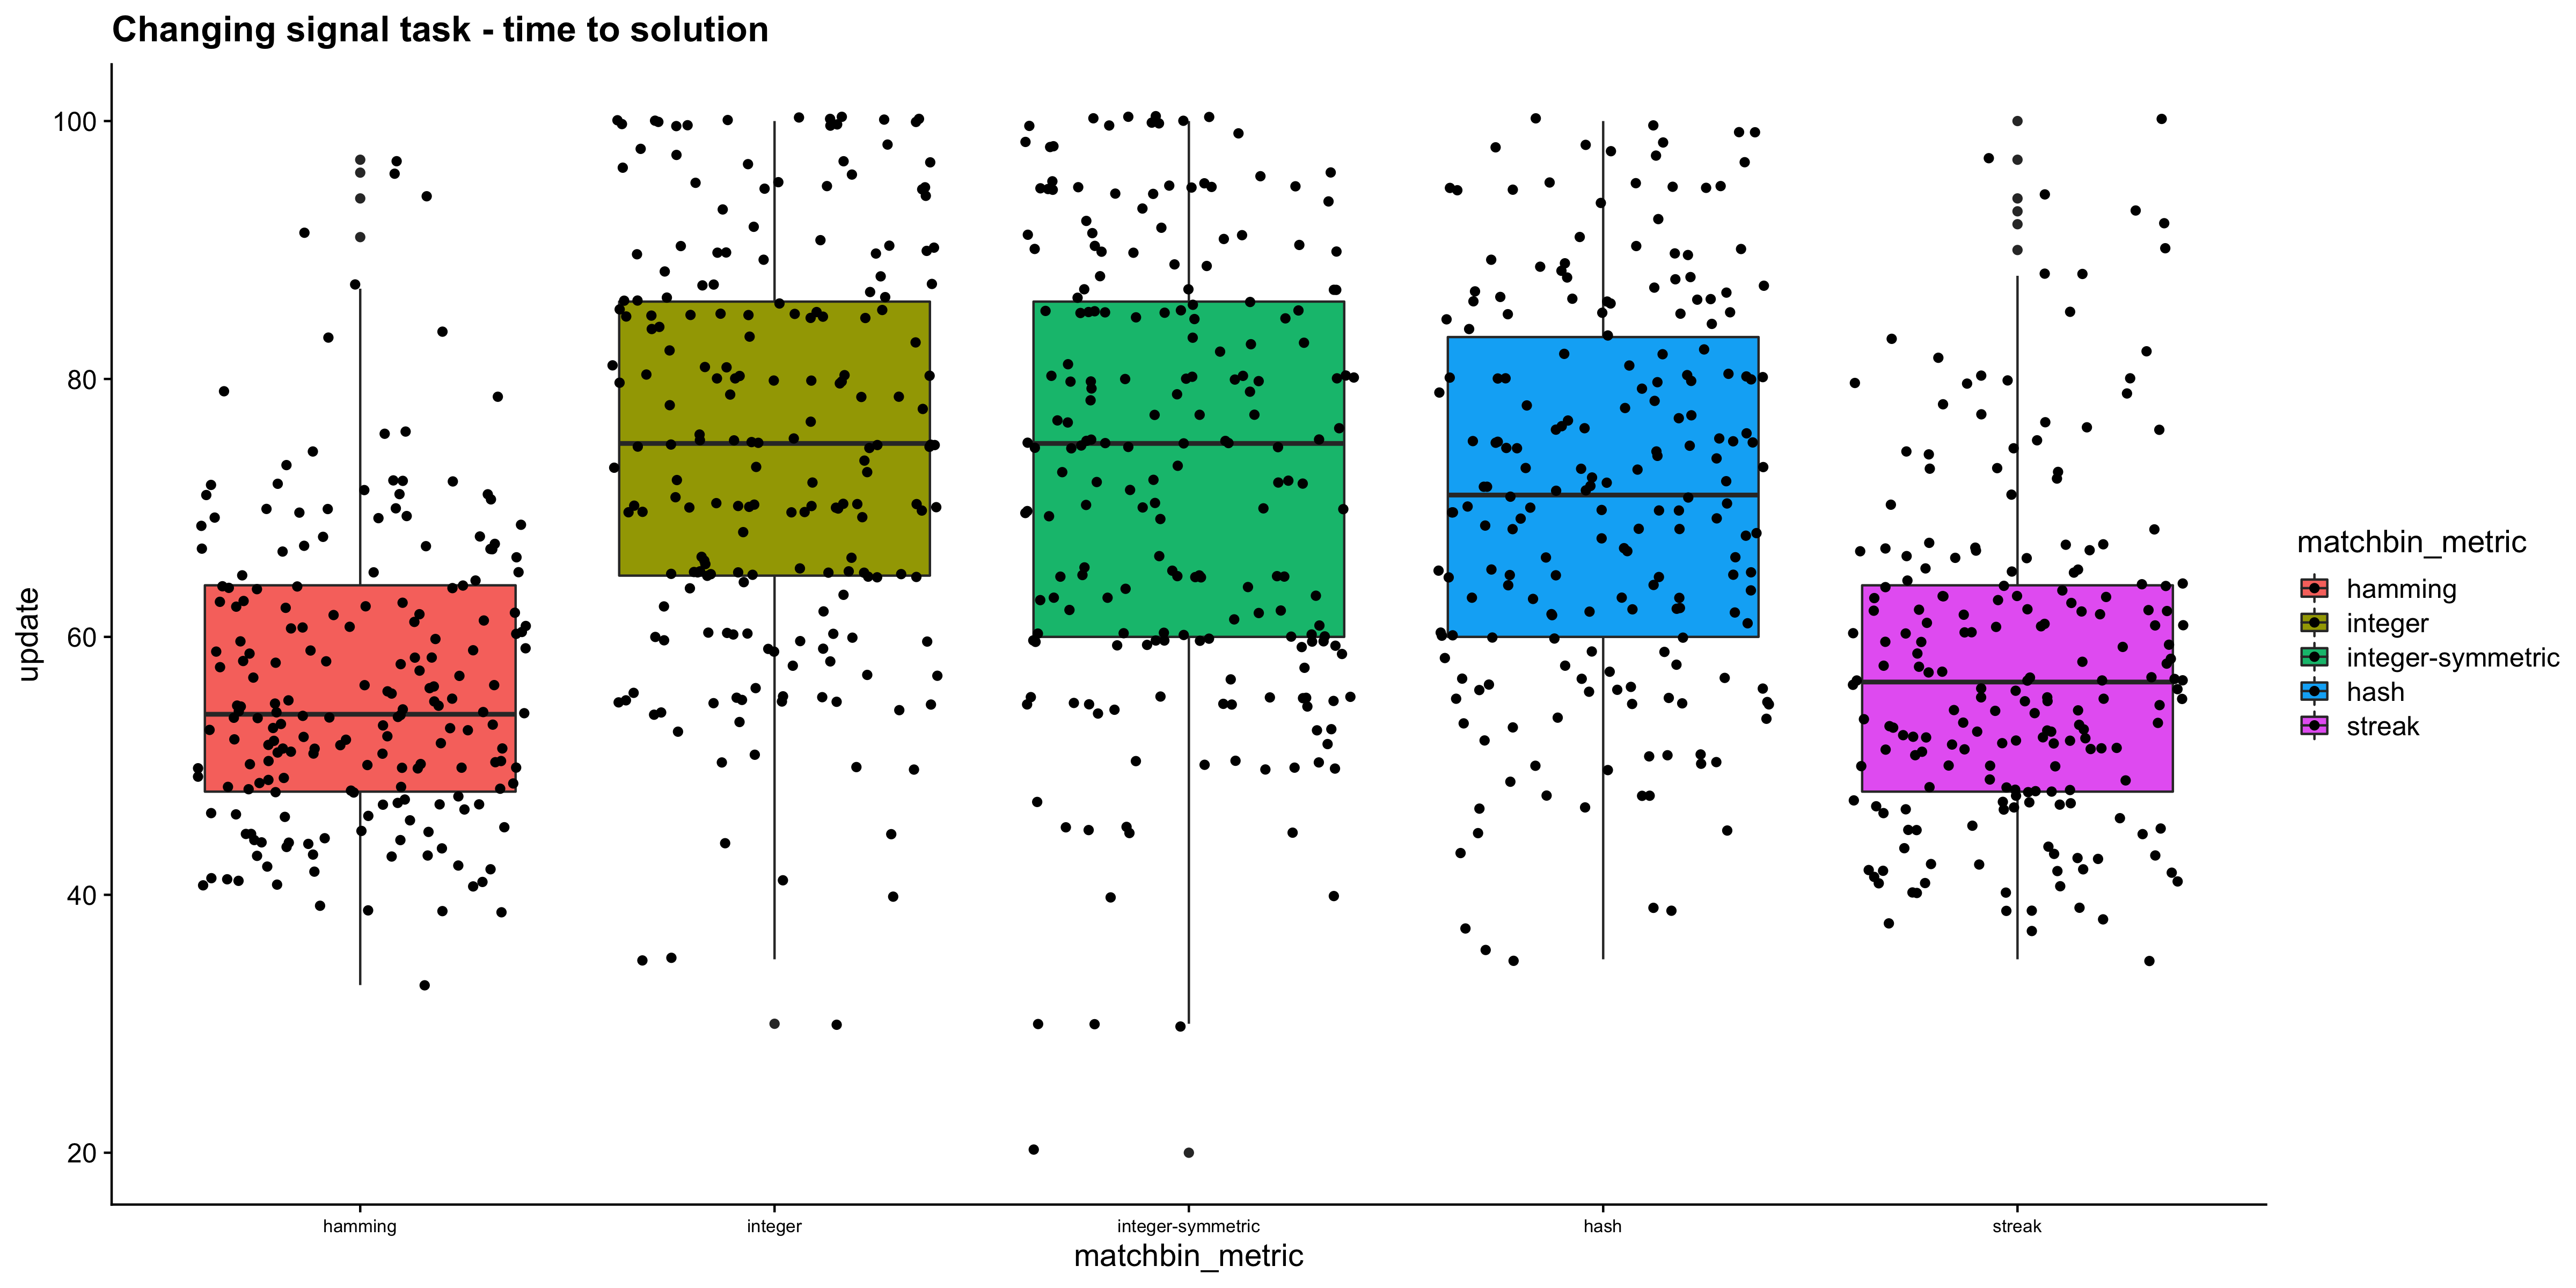 Changing signal task - time to solution
update
100
80
60
40
20
hamming
integer
integer-symmetric
hash
streak
matchbin_metric
matchbin_metric
hamming
integer
integer-symmetric
hash
streak